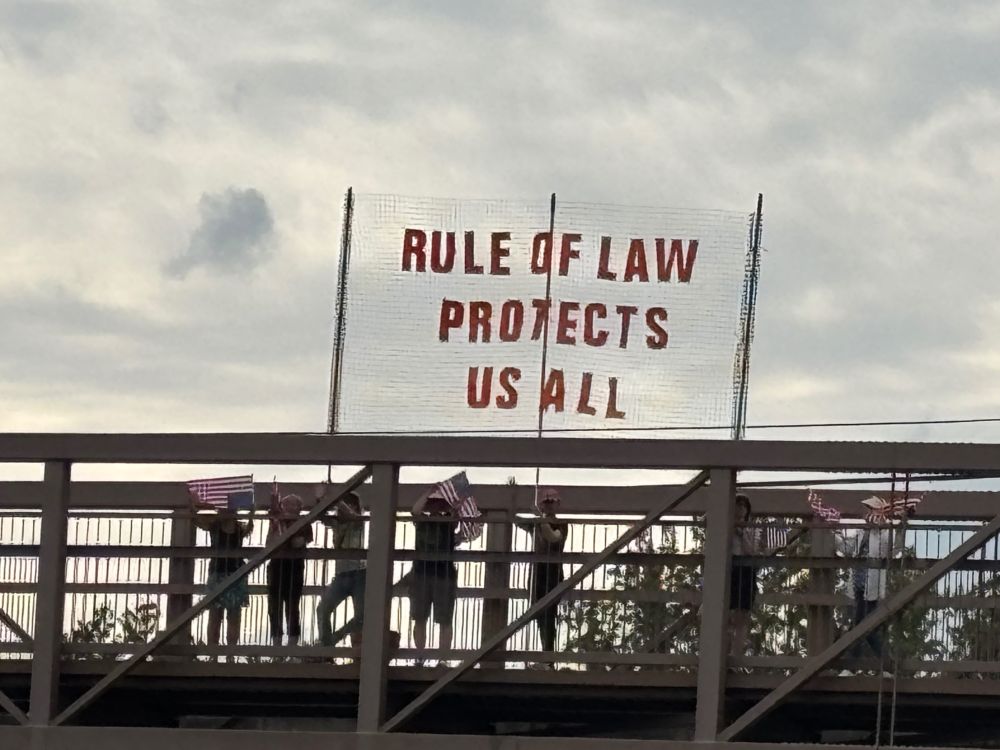 RULE OF LAW
PROTECTS
US ALL